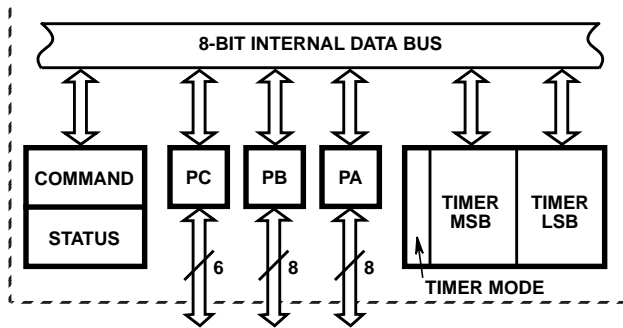 8-BIT INTERNAL DATA BUS
COMMAND
STATUS
PC
PB
PA
TIMER
MSB
TIMER
LSB
6
8
8
TIMER MODE